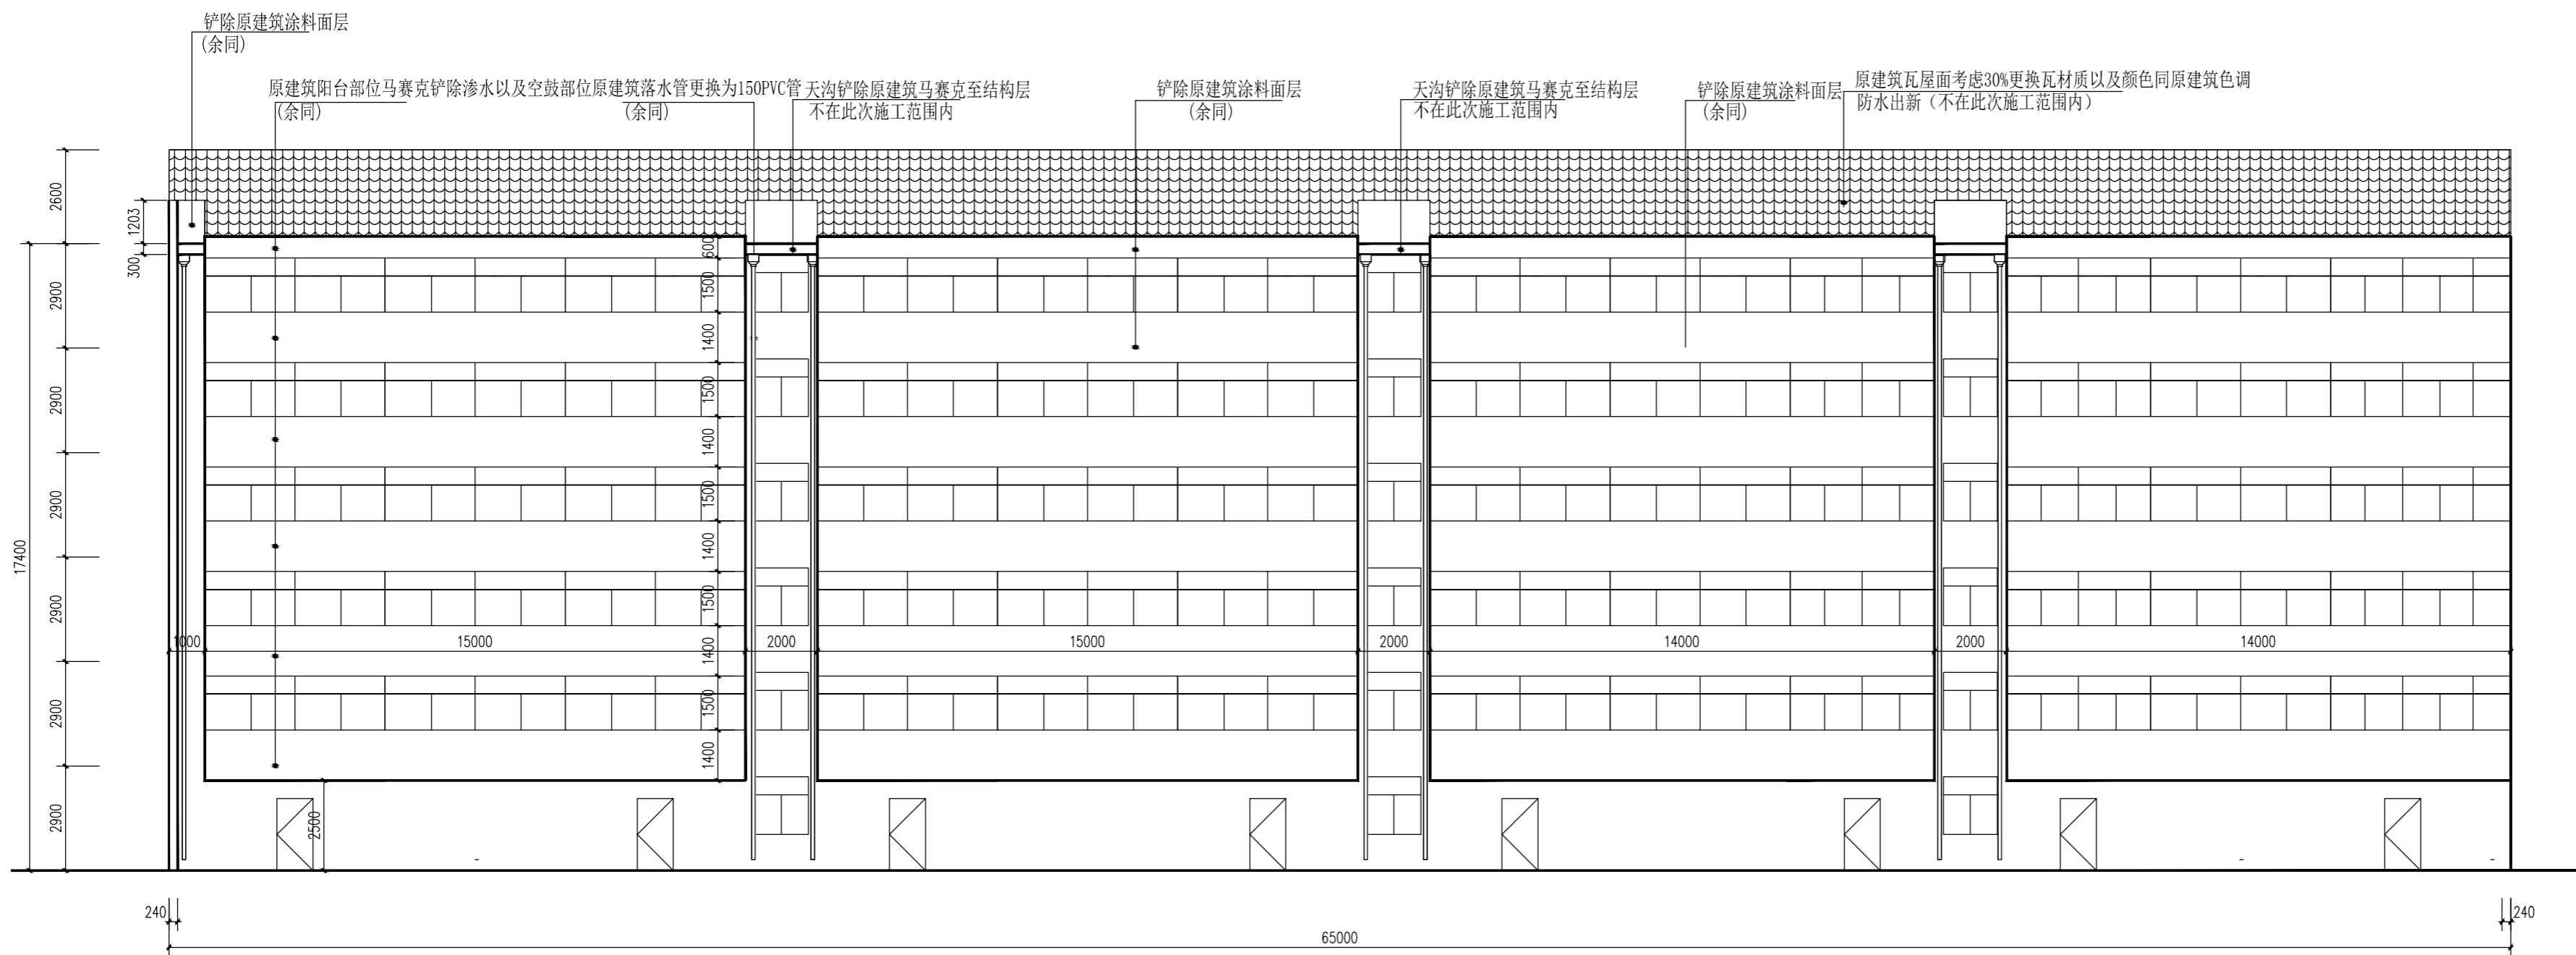 铲除原建筑涂料面层
(余同)
原建筑阳台部位马赛克铲除渗水以及空鼓部位
(余同)
原建筑落水管更换为150PVC管
(余同)
天沟铲除原建筑马赛克至结构层
不在此次施工范围内
铲除原建筑涂料面层
(余同)
天沟铲除原建筑马赛克至结构层
不在此次施工范围内
铲除原建筑涂料面层
(余同)
原建筑瓦屋面考虑30%更换瓦材质以及颜色同原建筑色调
防水出新（不在此次施工范围内）
2600
1203
300
2900
2900
2900
2900
2900
2900
17400
600
1500
1400
1500
1400
1500
1400
1500
1400
1500
1400
1000
15000
2000
15000
2000
14000
2000
14000
2500
240
240
65000